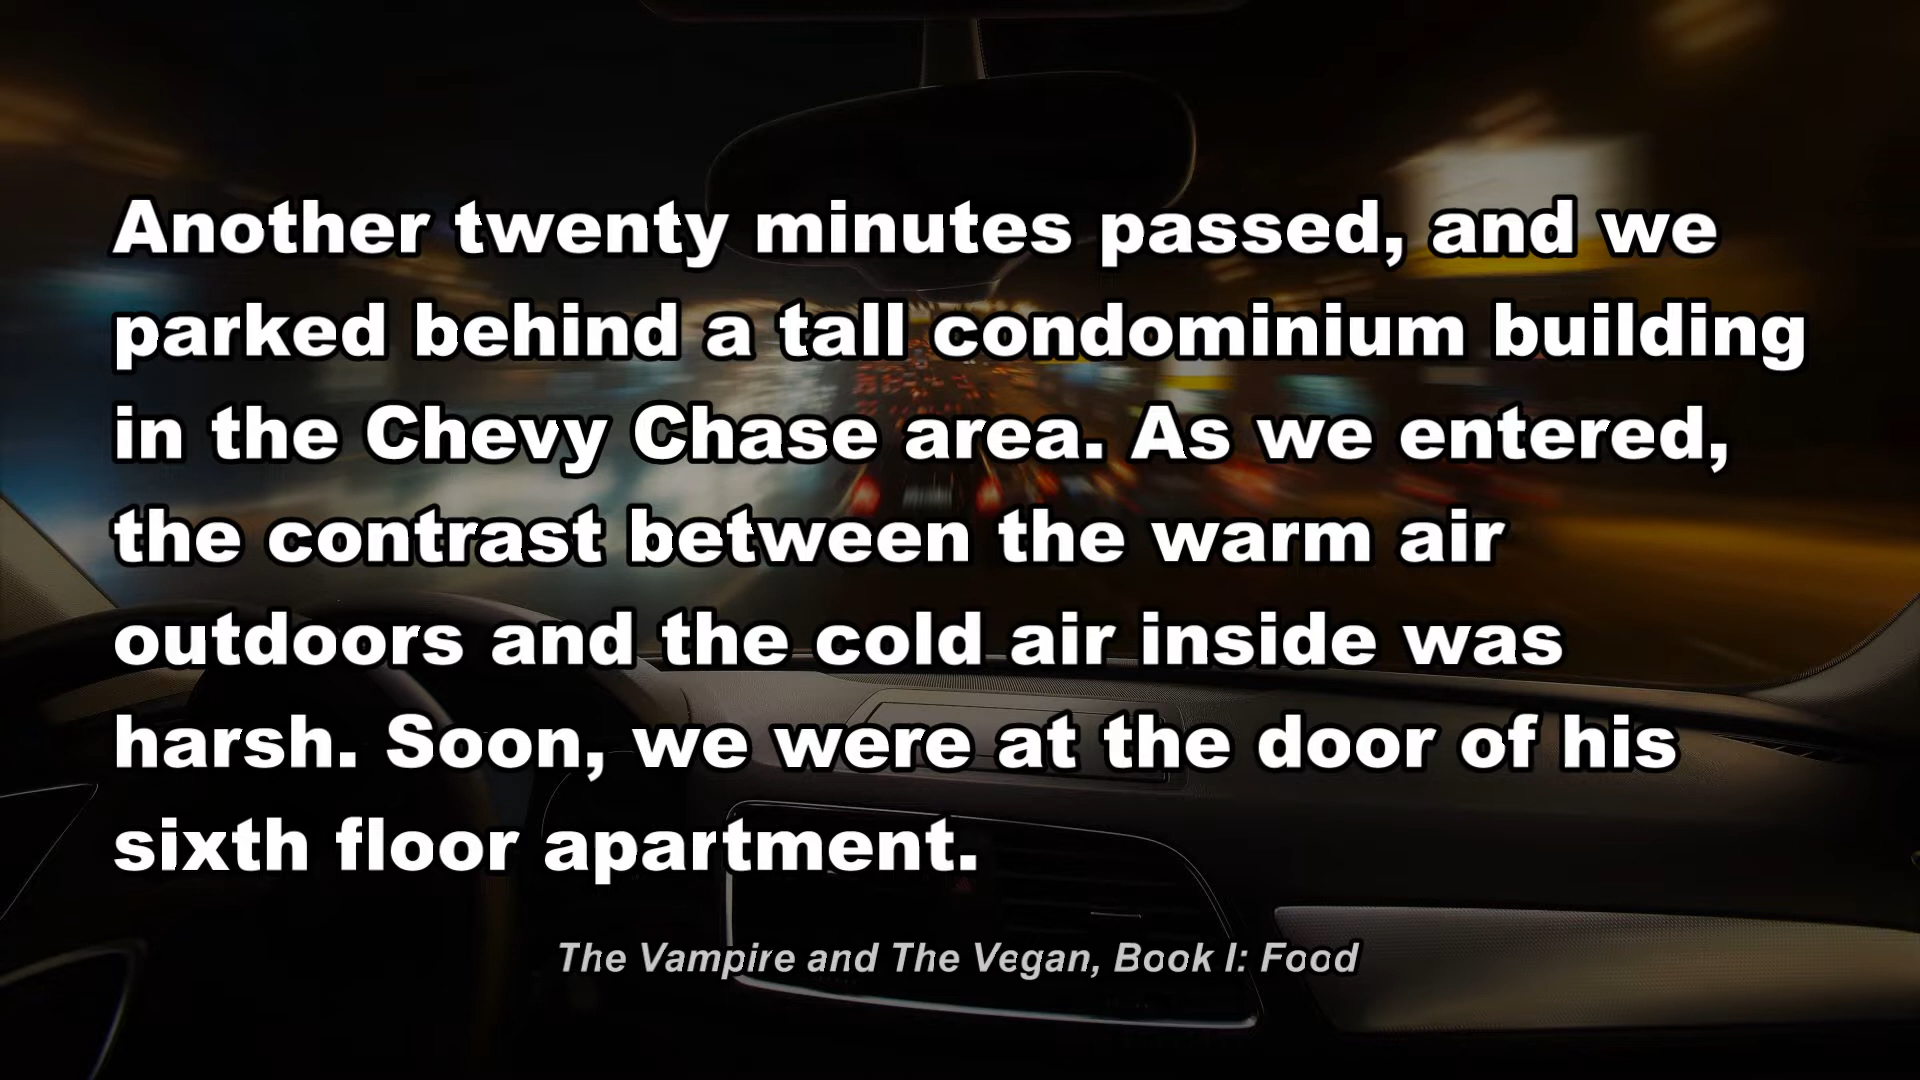 Another twenty minutes passed, and we
parked behind a tall condominium building
in the Chevy Chase area. As we entered,
the contrast between the warm air
outdoors and the cold air inside was
harsh. Soon, we were at the door of his
sixth floor apartment.
The Vampire and The Vegan, Book I: Food